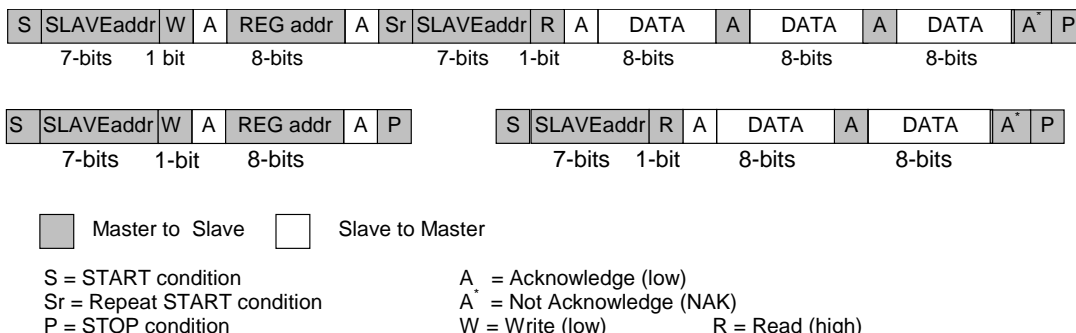 S SLAVEaddr W A REG addr A Sr SLAVEaddr R A DATA A DATA A DATA A* P
7-bits 1 bit 8-bits 7-bits 1-bit 8-bits 8-bits 8-bits
S SLAVEaddr W A REG addr A P
7-bits 1-bit 8-bits
S SLAVEaddr R A DATA A DATA A* P
7-bits 1-bit 8-bits 8-bits
Master to Slave
Slave to Master
S = START condition
Sr = Repeat START condition
P = STOP condition
A = Acknowledge (low)
A* = Not Acknowledge (NAK)
W = Write (low) R = Read (high)